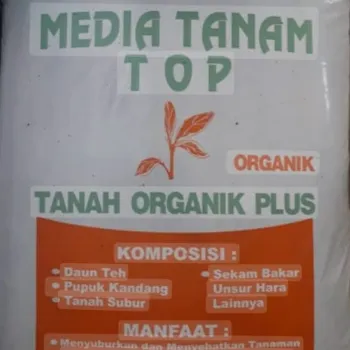 MEDIA TANAM
TOP
ORGANIK
TANAH ORGANIK PLUS
KOMPOSISI :
• Daun Teh
• Pupuk Kandang
• Tanah Subur
• Sekam Bakar
Unsur Hara
Lainnya
MANFAAT :
• Menyuburkan dan Menyehatkan Tanaman